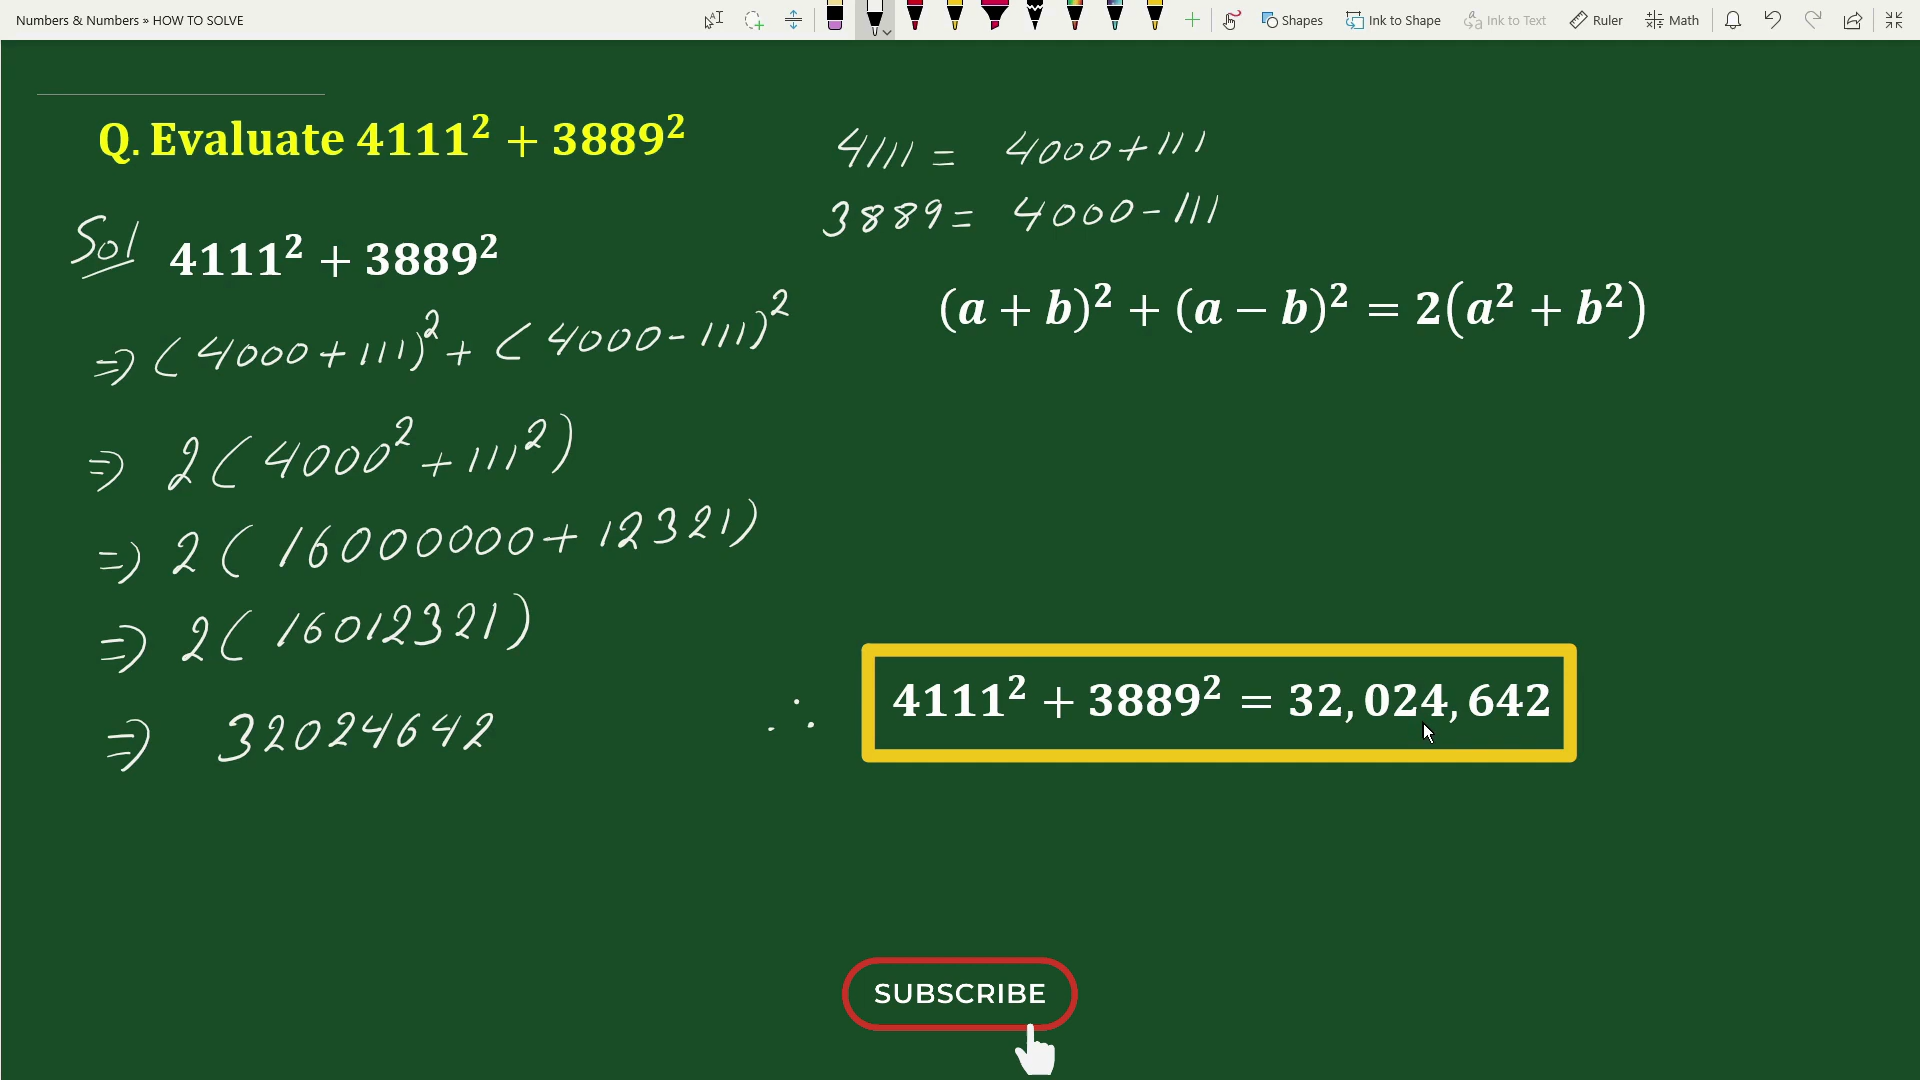 Numbers & Numbers » HOW TO SOLVE
Shapes
Ink to Shape
Ink to Text
Ruler
Math
Q. Evaluate 4111² + 3889²
4111 = 4000+111
3889 = 4000-111
Sol 4111² + 3889²
(a + b)² + (a − b)² = 2(a² + b²)
⇒ (4000+111)² + (4000-111)²
⇒ 2(4000² + 111²)
⇒ 2(16000000+12321)
⇒ 2(16012321)
⇒ 32024642
∴ 4111² + 3889² = 32,024,642
SUBSCRIBE